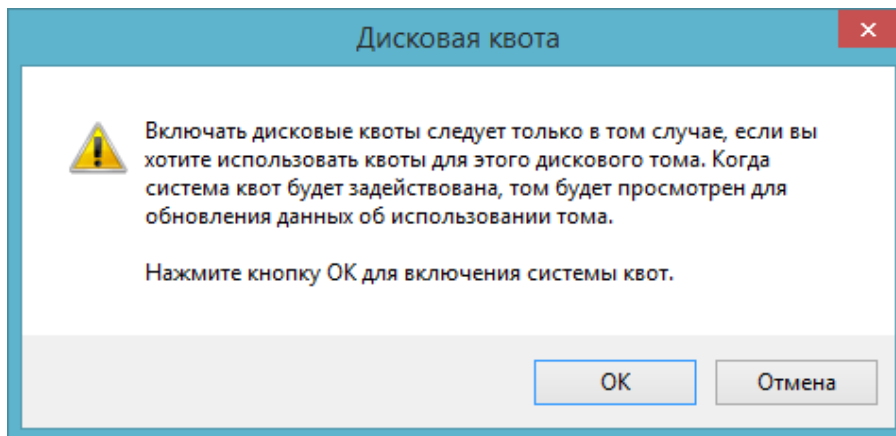 Дисковая квота
Включать дисковые квоты следует только в том случае, если вы
хотите использовать квоты для этого дискового тома. Когда
система квот будет задействована, том будет просмотрен для
обновления данных об использовании тома.
Нажмите кнопку ОК для включения системы квот.
ОК
Отмена